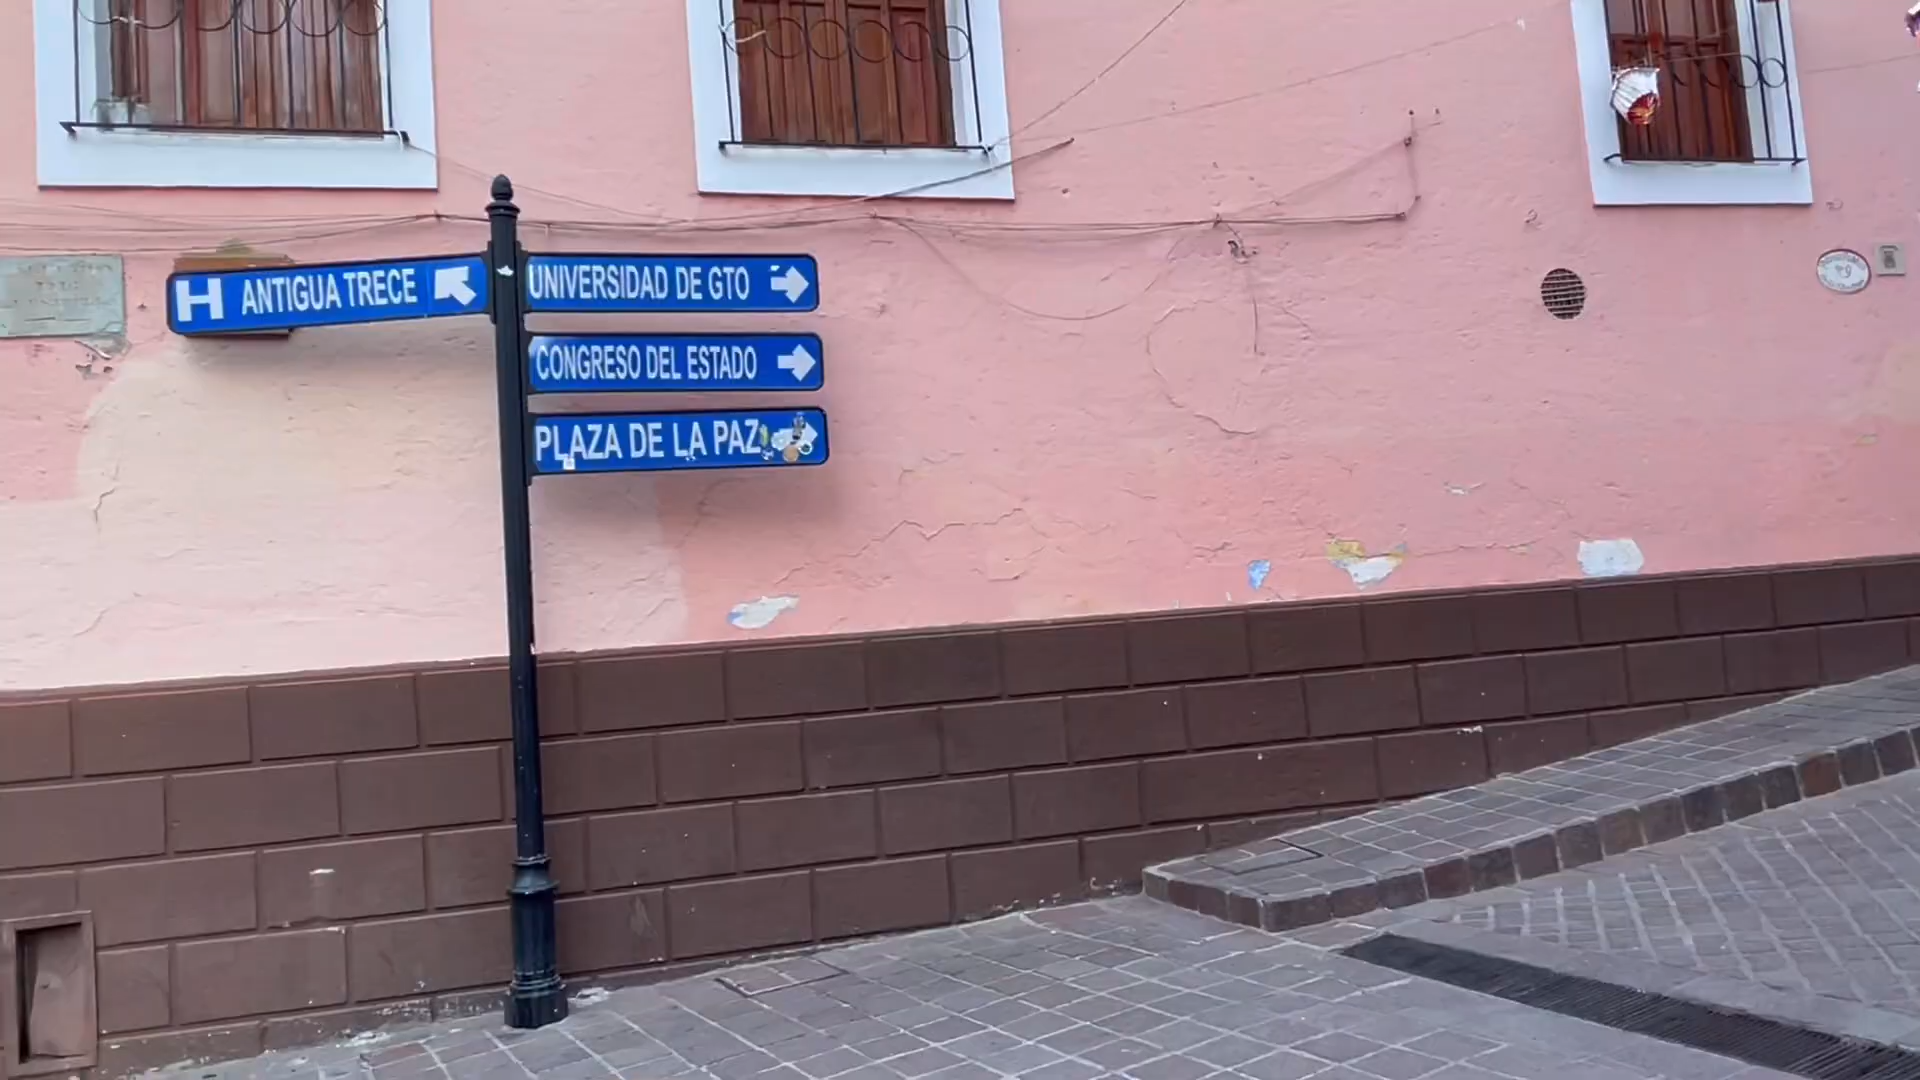 H ANTIGUA TRECE
UNIVERSIDAD DE GTO
CONGRESO DEL ESTADO
PLAZA DE LA PAZ